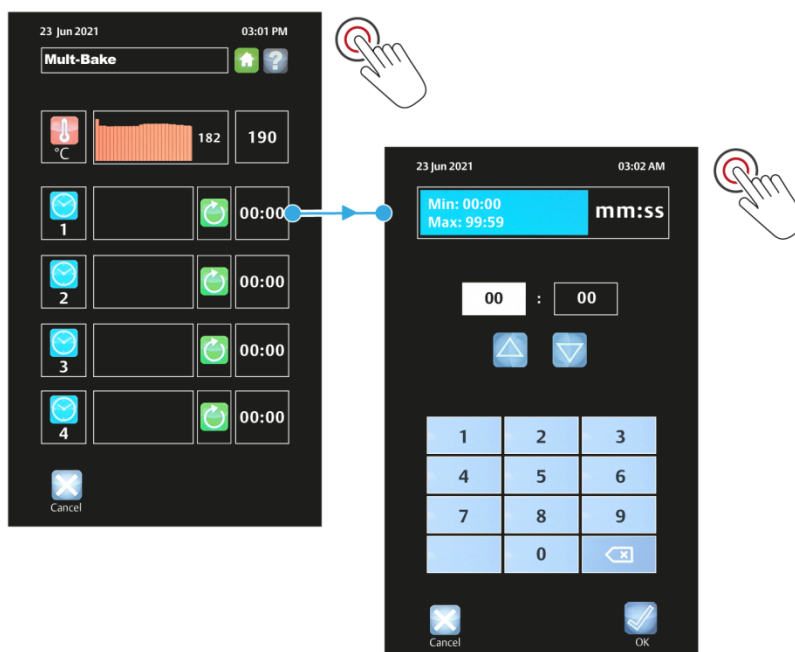 23 Jun 2021 03:01 PM
Mult-Bake
?
°C 182 190
1 00:00
2 00:00
3 00:00
4 00:00
Cancel
23 Jun 2021 03:02 AM
Min: 00:00
Max: 99:59
mm:ss
00 : 00
1 2 3
4 5 6
7 8 9
0
Cancel OK